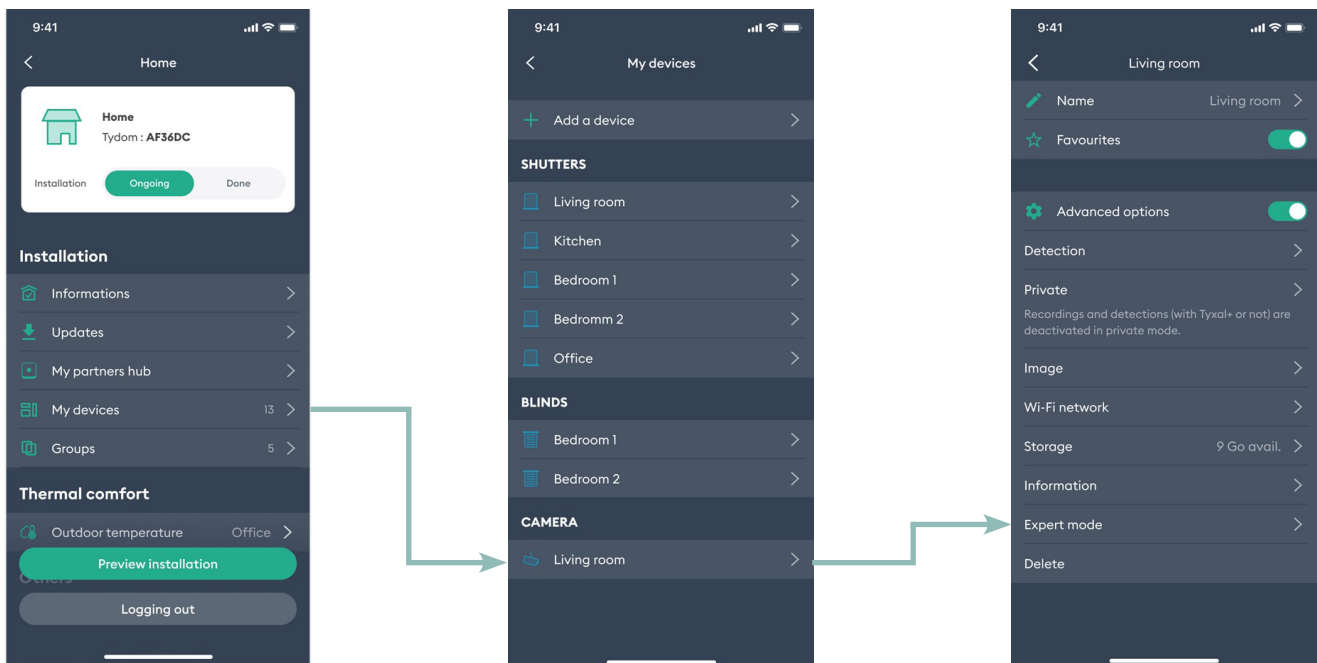 9:41
Home
Home
Tydom : AF36DC
Installation Ongoing Done
Installation
Informations
Updates
My partners hub
My devices 13
Groups 5
Thermal comfort
Outdoor temperature Office
Preview installation
Others
Logging out
9:41
My devices
Add a device
SHUTTERS
Living room
Kitchen
Bedroom 1
Bedromm 2
Office
BLINDS
Bedroom 1
Bedroom 2
CAMERA
Living room
9:41
Living room
Name Living room
Favourites
Advanced options
Detection
Private
Recordings and detections (with Tyxal+ or not) are
deactivated in private mode.
Image
Wi-Fi network
Storage 9 Go avail.
Information
Expert mode
Delete